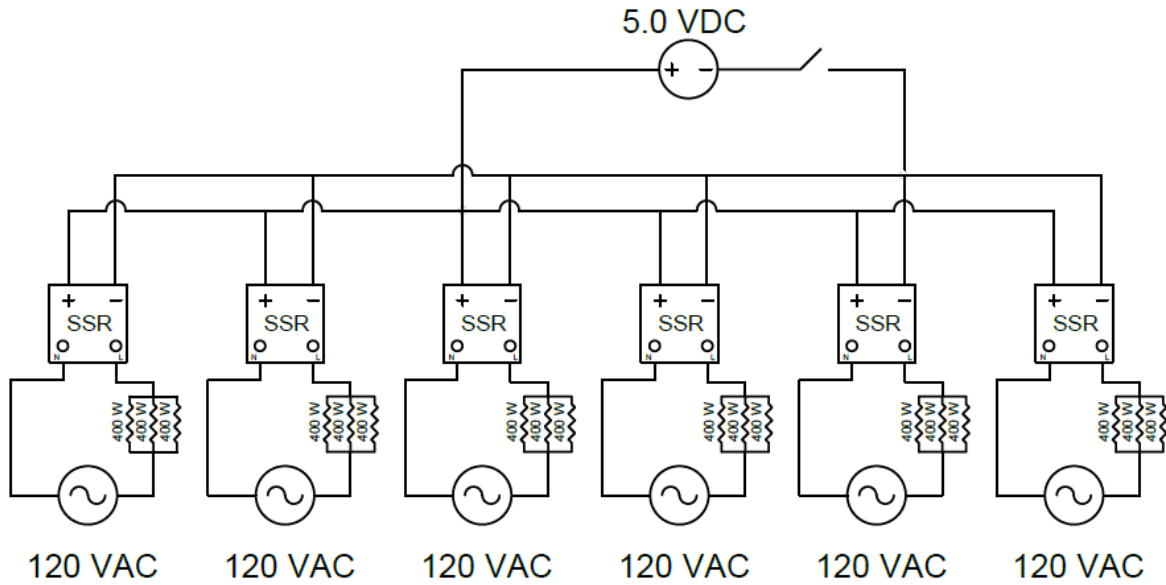 5.0 VDC
+ −
+ − + − + − + − + − + −
SSR SSR SSR SSR SSR SSR
N L N L N L N L N L N L
400 W 400 W 400 W 400 W 400 W 400 W 400 W 400 W 400 W 400 W 400 W 400 W 400 W 400 W 400 W 400 W 400 W 400 W
120 VAC 120 VAC 120 VAC 120 VAC 120 VAC 120 VAC